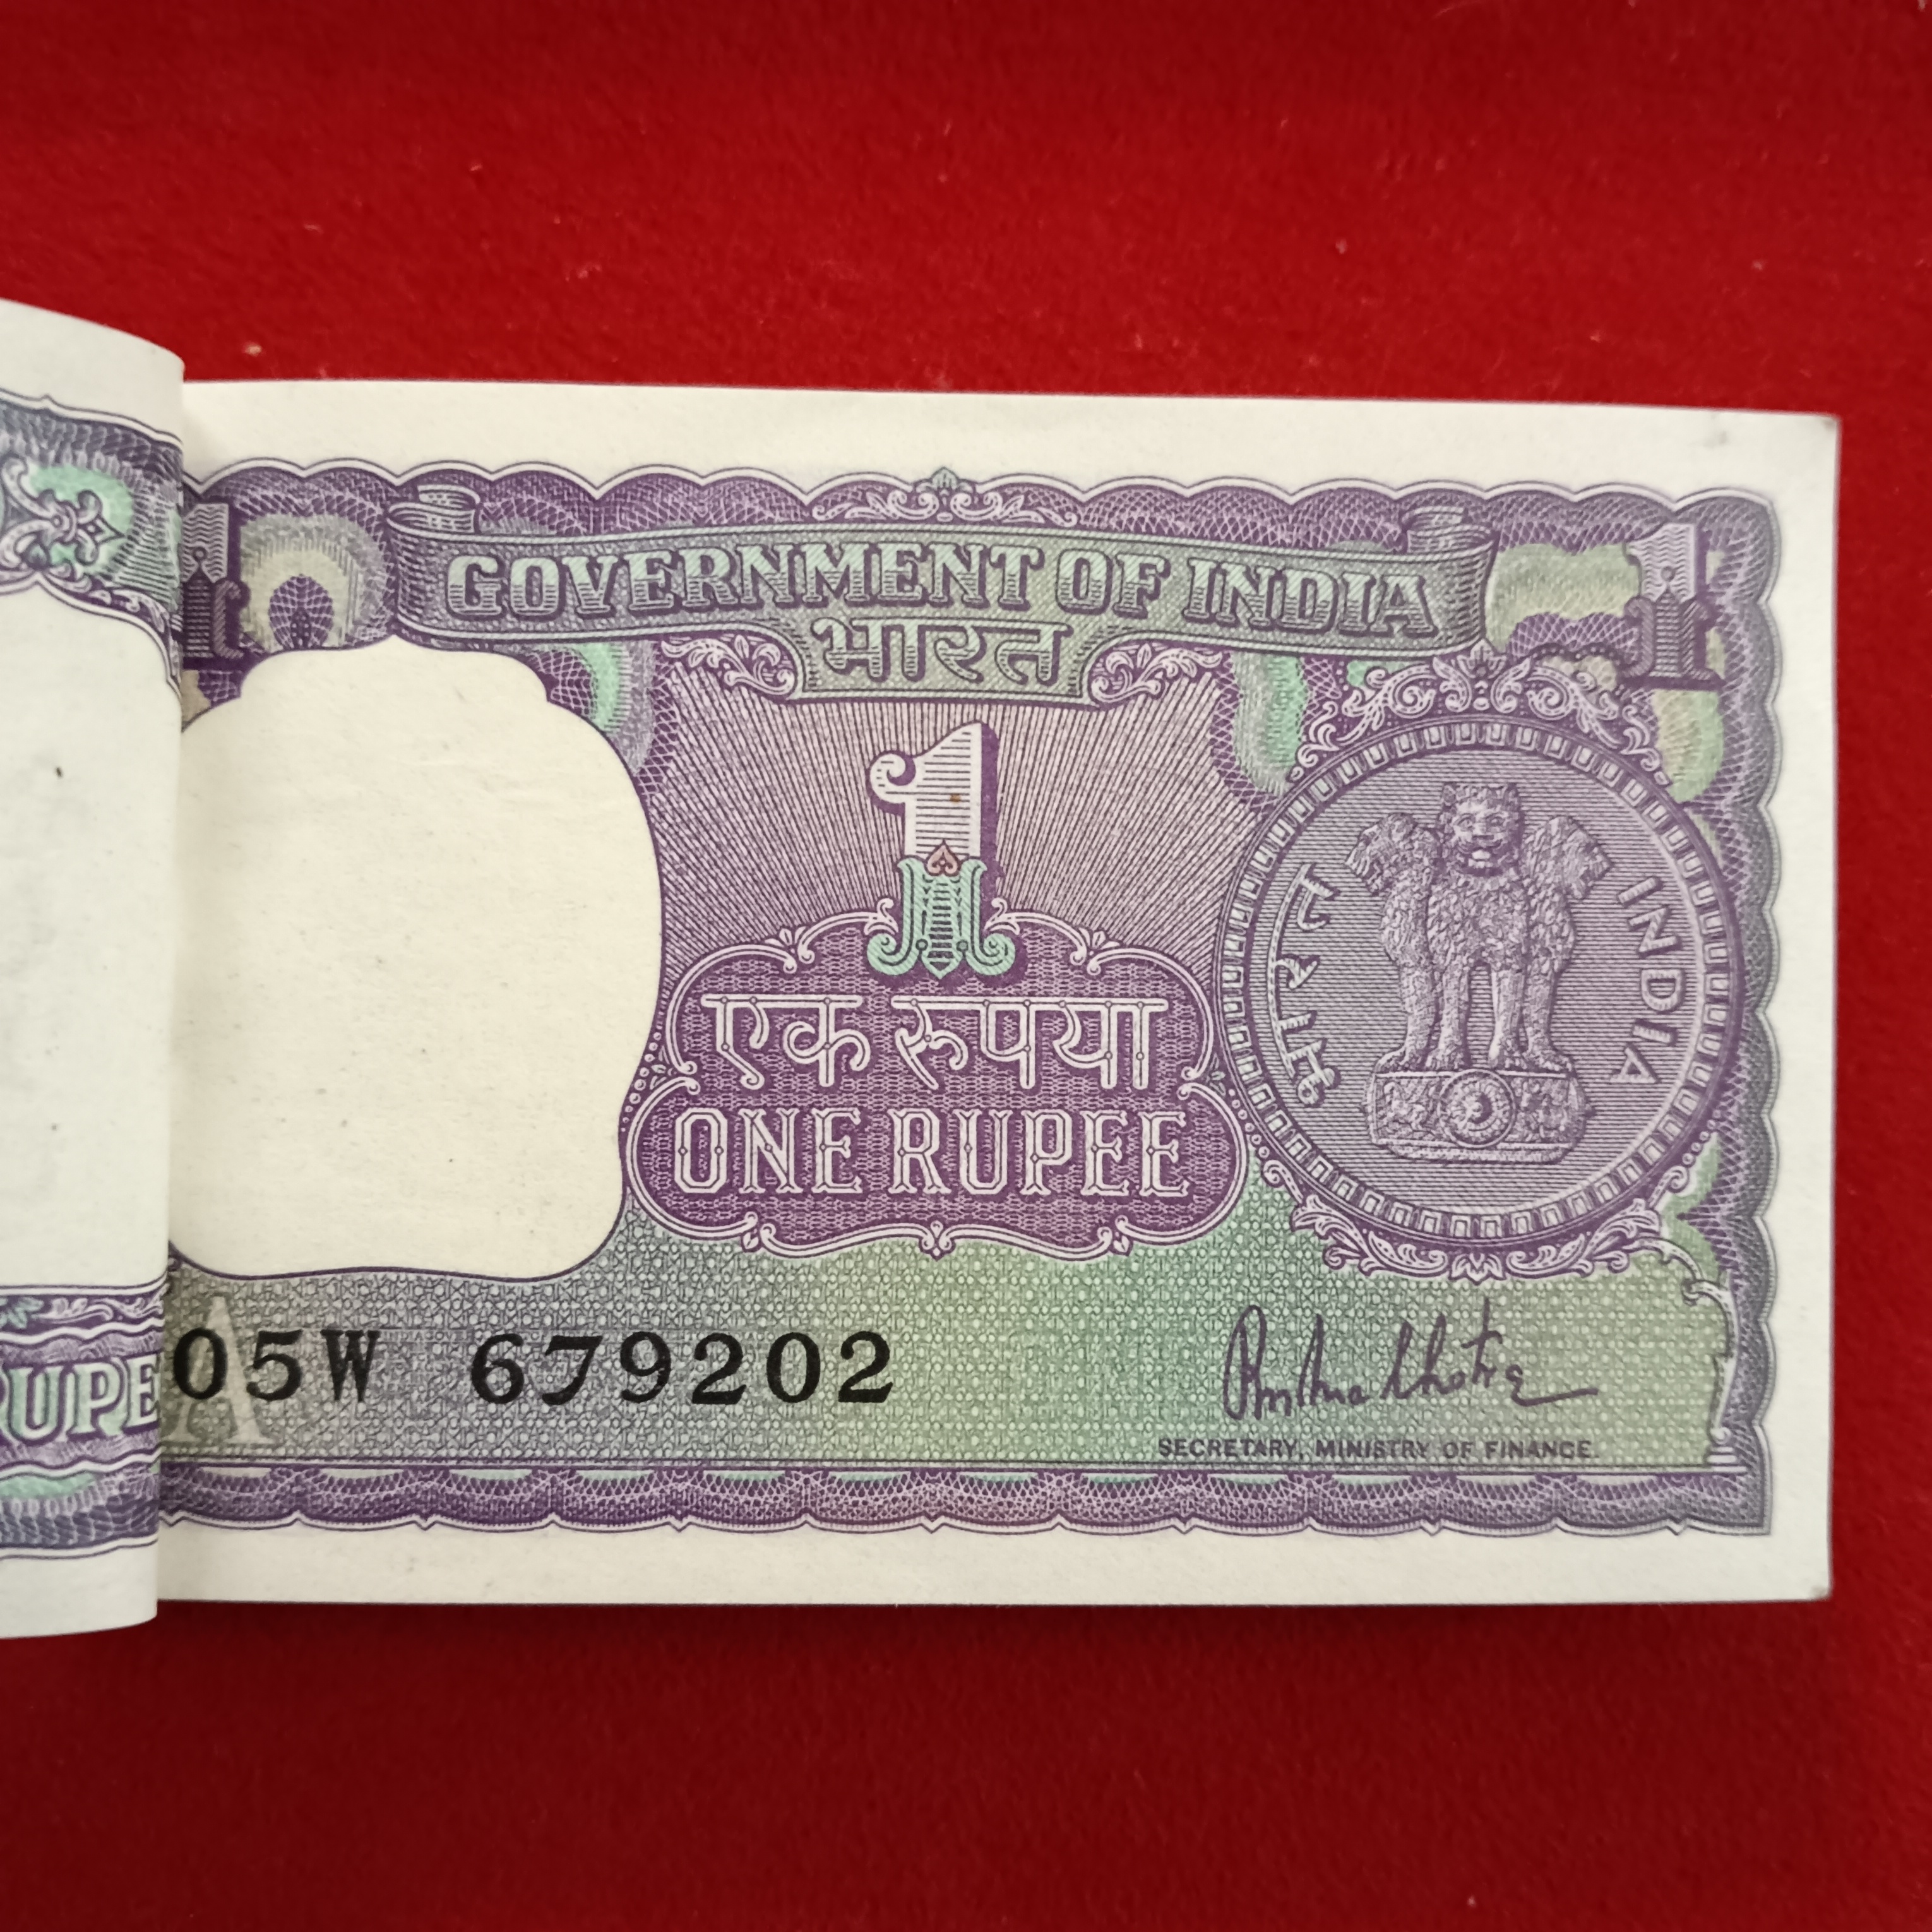 1 GOVERNMENT OF INDIA 1
भारत
1
भारत INDIA
एक रुपया
ONE RUPEE
A
05W 679202
UPE
SECRETARY, MINISTRY OF FINANCE.